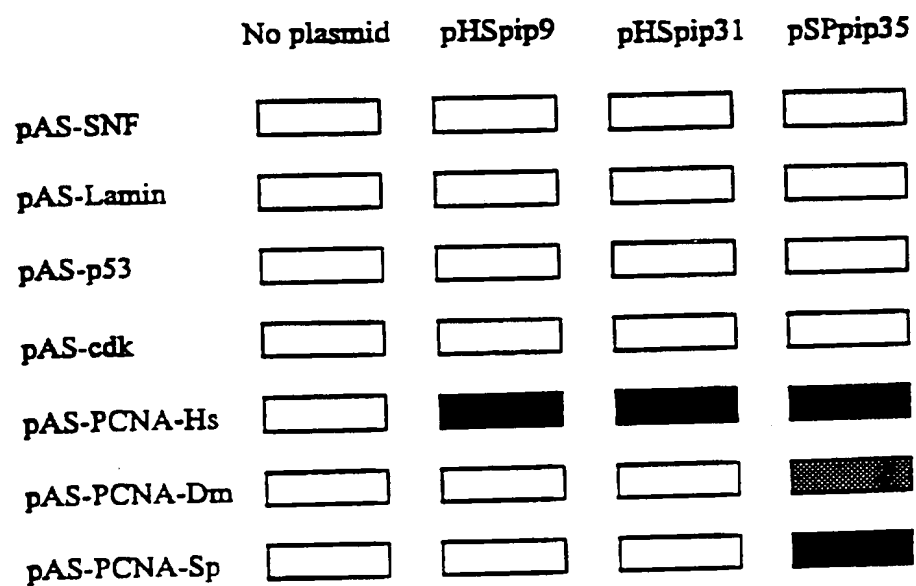 No plasmid pHSpip9 pHSpip31 pSPpip35
pAS-SNF
pAS-Lamin
pAS-p53
pAS-cdk
pAS-PCNA-Hs
pAS-PCNA-Dm
pAS-PCNA-Sp